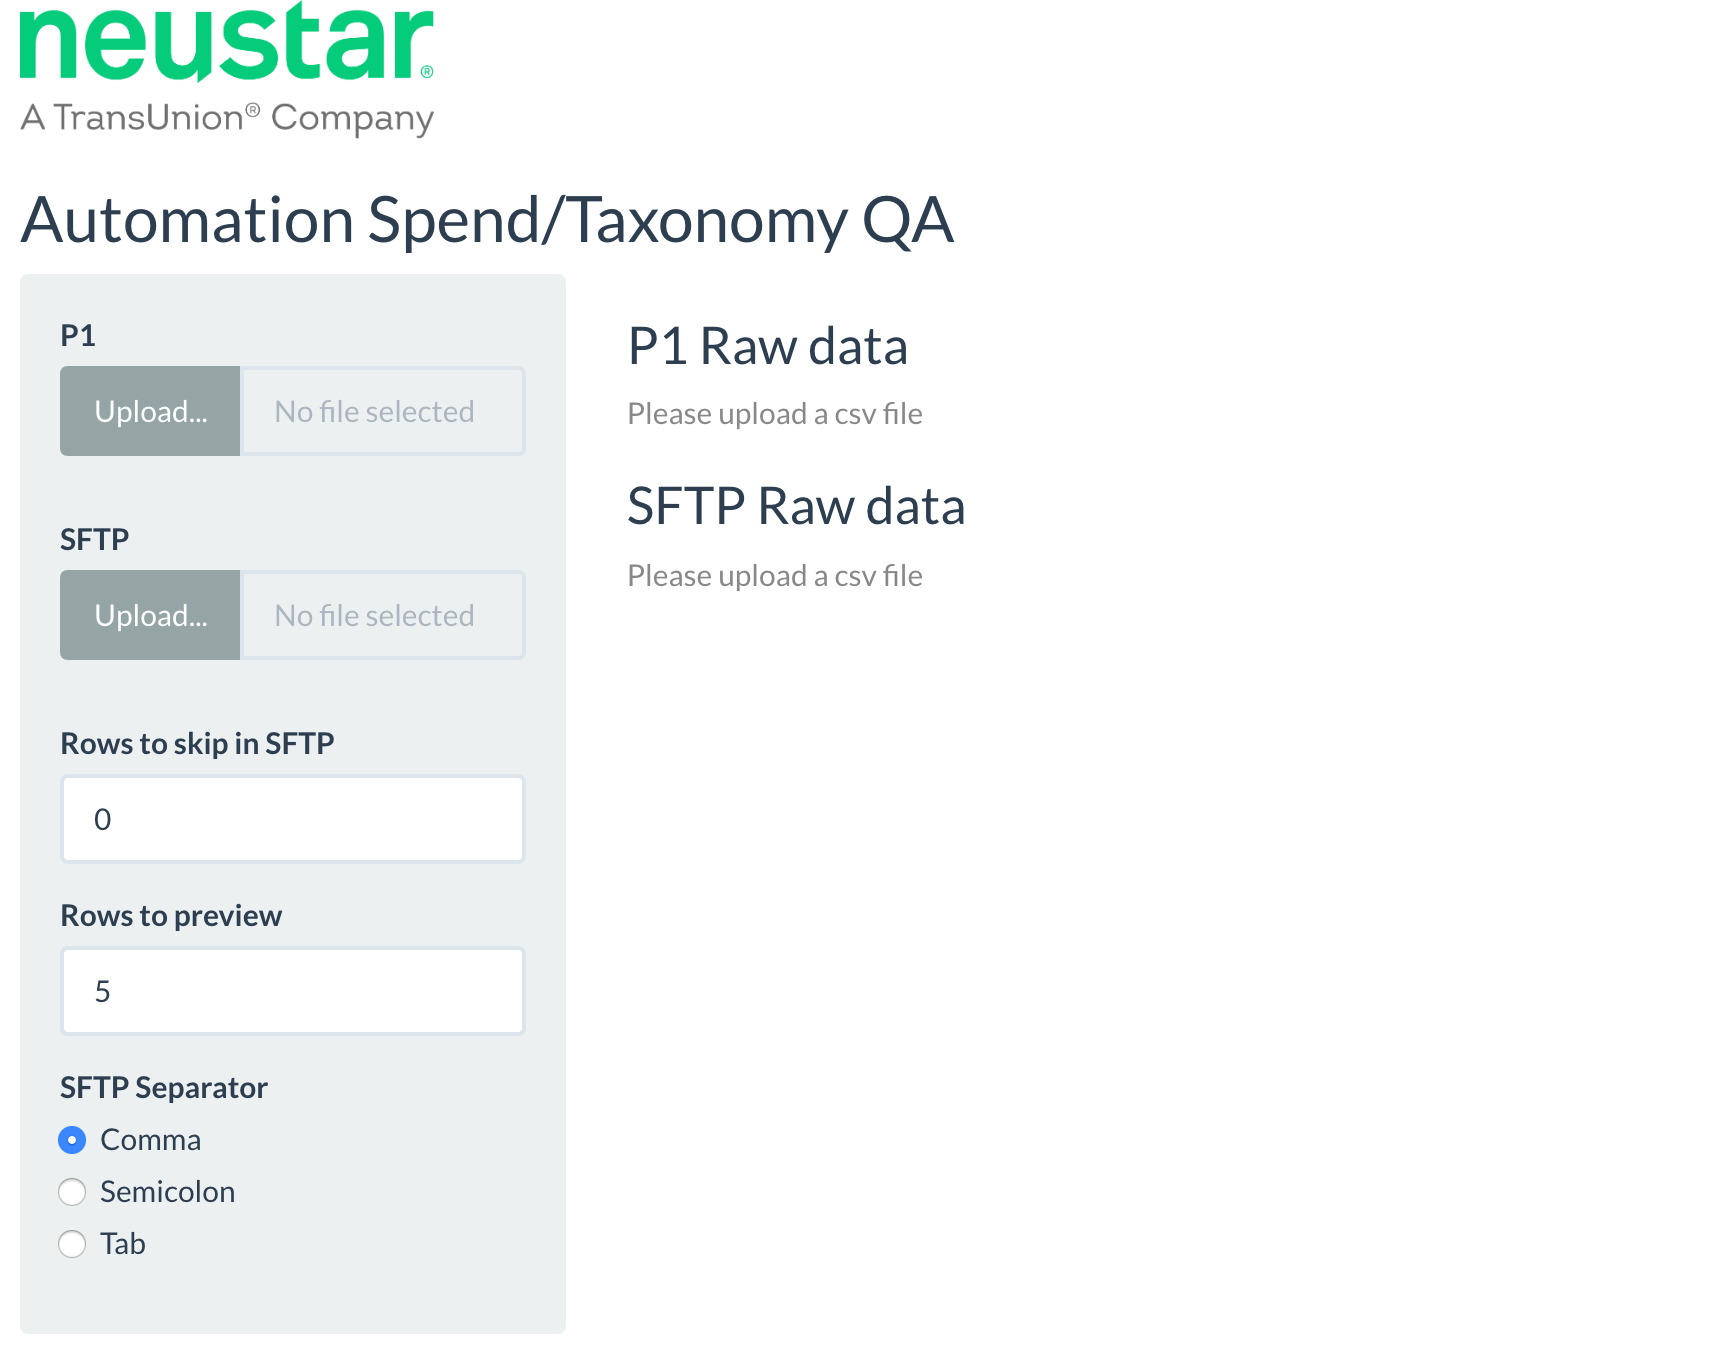 neustar®
A TransUnion® Company
Automation Spend/Taxonomy QA
P1
Upload...
No file selected
SFTP
Upload...
No file selected
Rows to skip in SFTP
0
Rows to preview
5
SFTP Separator
Comma
Semicolon
Tab
P1 Raw data
Please upload a csv file
SFTP Raw data
Please upload a csv file